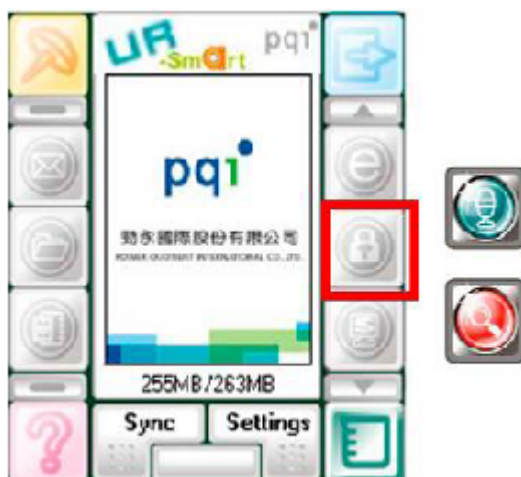 UR
-Smart
pqi
pqi
勁永國際股份有限公司
POWER QUOTIENT INTERNATIONAL CO., LTD.
255MB/263MB
Sync
Settings